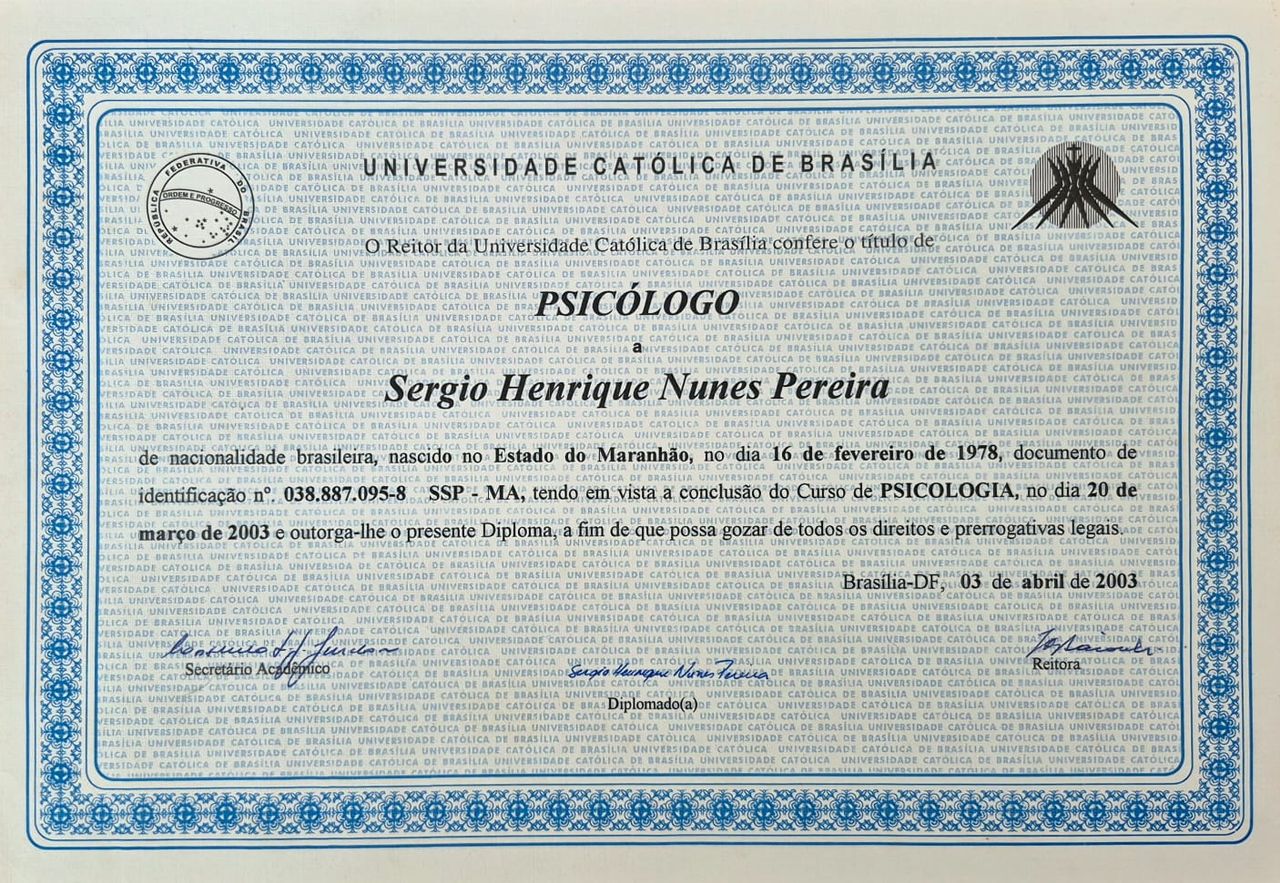 UNIVERSIDADE CATÓLICA DE BRASÍLIA
REPÚBLICA FEDERATIVA DO BRASIL
ORDEM E PROGRESSO
O Reitor da Universidade Católica de Brasília confere o título de
PSICÓLOGO
a
Sergio Henrique Nunes Pereira
de nacionalidade brasileira, nascido no Estado do Maranhão, no dia 16 de fevereiro de 1978, documento de
identificação nº. 038.887.095-8 SSP - MA, tendo em vista a conclusão do Curso de PSICOLOGIA, no dia 20 de
março de 2003 e outorga-lhe o presente Diploma, a fim de que possa gozar de todos os direitos e prerrogativas legais.
Brasília-DF, 03 de abril de 2003
Secretário Acadêmico
Sergio Henrique Nunes Pereira
Reitora
Diplomado(a)